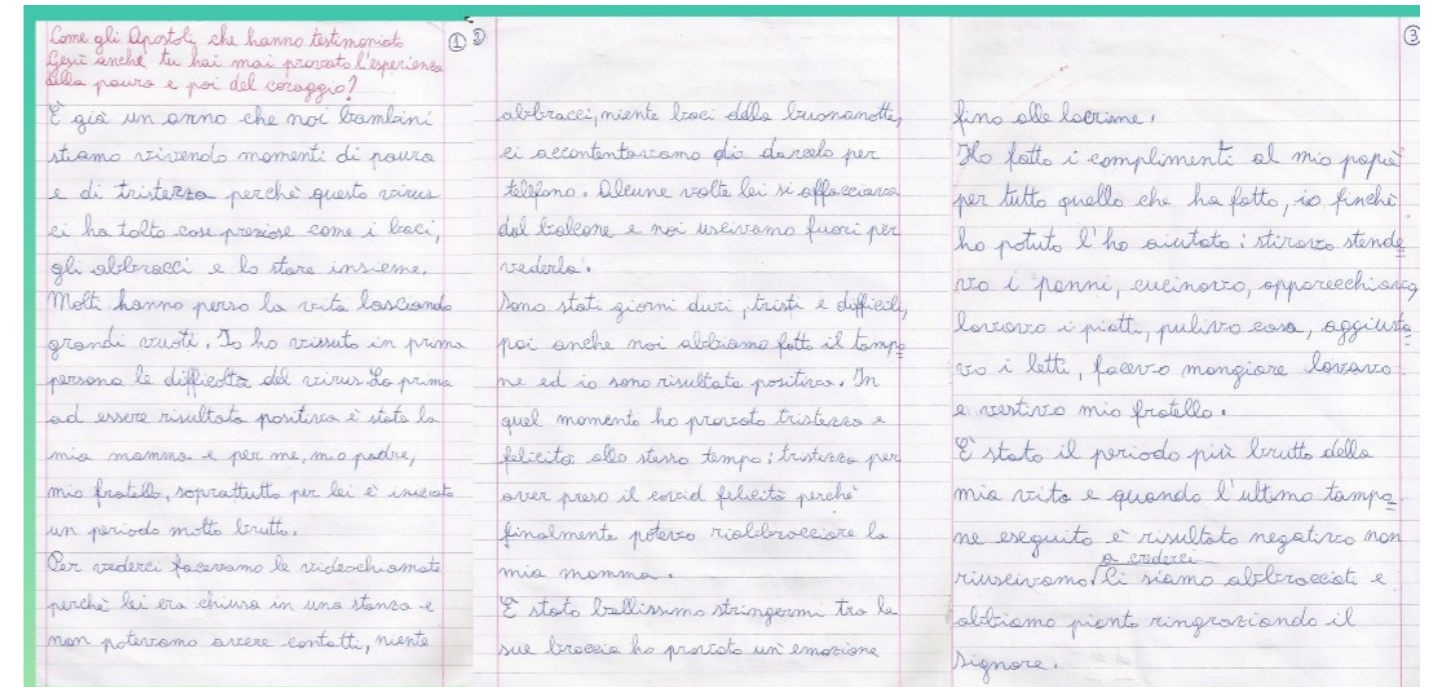 Come gli Apostoli che hanno testimoniato
Gesù anche tu hai mai provato l'esperienza
della paura e poi del coraggio?
1
È già un anno che noi bambini
stiamo vivendo momenti di paura
e di tristezza perchè questo virus
ci ha tolto cose preziose come i baci,
gli abbracci e lo stare insieme.
Molti hanno perso la vita lasciando
grandi vuoti. Io ho vissuto in prima
persona le difficoltà del virus. La prima
ad essere risultata positiva è stata la
mia mamma e per me, mio padre,
mio fratello, soprattutto per lei è iniziato
un periodo molto brutto.
Per vederci facevamo le videochiamate
perchè lei era chiusa in una stanza e
non potevamo avere contatti, niente
2
abbracci, niente baci della buonanotte,
ci accontentavamo di darcelo per
telefono. Alcune volte lei si affacciava
dal balcone e noi uscivamo fuori per
vederla.
Sono stati giorni duri, tristi e difficili,
poi anche noi abbiamo fatto il tampo
ne ed io sono risultata positiva. In
quel momento ho provato tristezza e
felicità allo stesso tempo: tristezza per
aver preso il covid felicità perchè
finalmente potevo riabbracciare la
mia mamma.
È stato bellissimo stringermi tra le
sue braccia ho provato un'emozione
3
fino alle lacrime.
Ho fatto i complimenti al mio papà
per tutto quello che ha fatto, io finchè
ho potuto l'ho aiutato: stiravo stende
vo i panni, cucinavo, apparecchiavo,
lavavo i piatti, pulivo casa, aggiusta
vo i letti, facevo mangiare lavavo
e vestivo mio fratello.
È stato il periodo più brutto della
mia vita e quando l'ultimo tampo
ne eseguito è risultato negativo non
riuscivamo a crederci Ci siamo abbracciati e
abbiamo pianto ringraziando il
Signore.